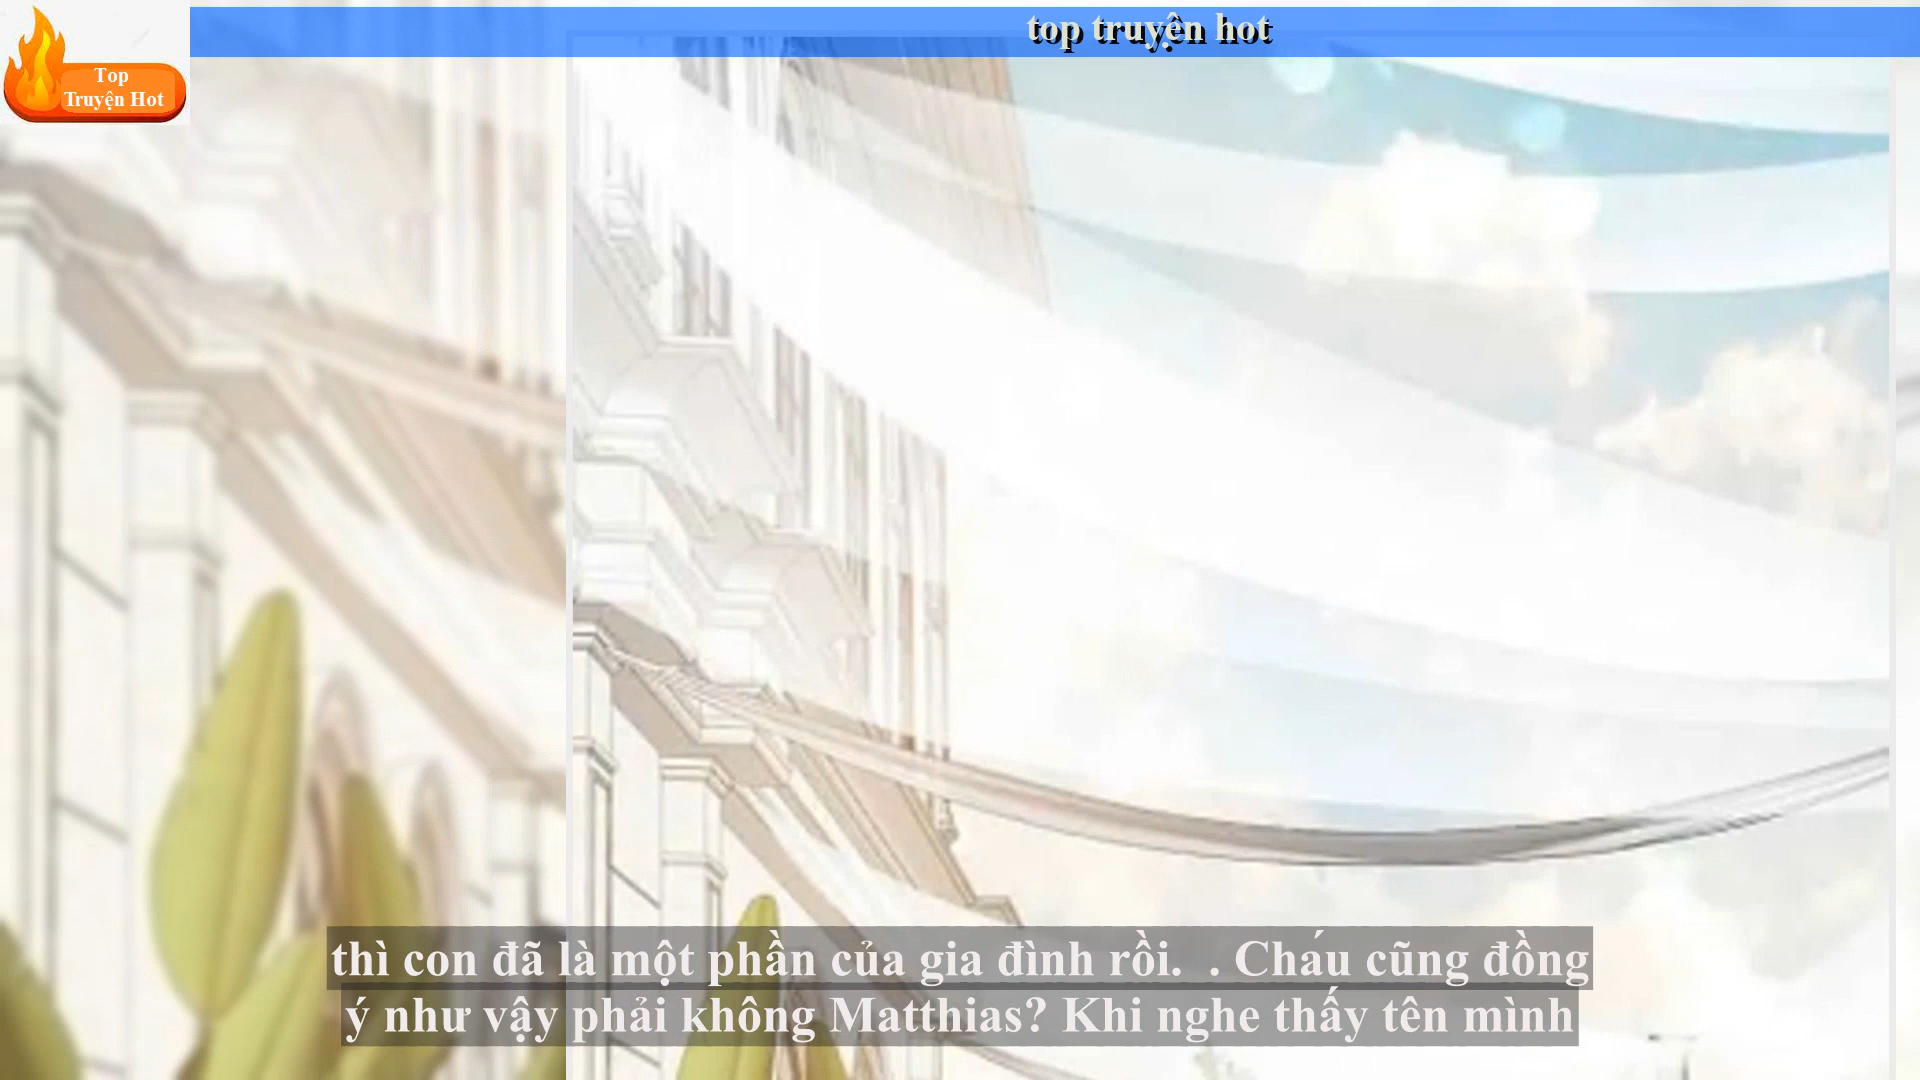 top truyện hot
Top
Truyện Hot
thì con đã là một phần của gia đình rồi.  . Cháu cũng đồng
ý như vậy phải không Matthias? Khi nghe thấy tên mình